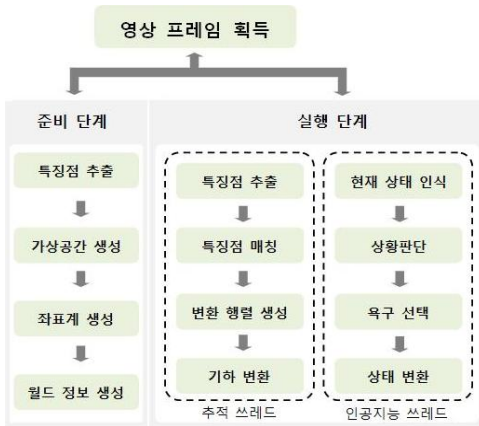 영상 프레임 획득
준비 단계
특징점 추출
가상공간 생성
좌표계 생성
월드 정보 생성
실행 단계
특징점 추출
특징점 매칭
변환 행렬 생성
기하 변환
추적 쓰레드
현재 상태 인식
상황판단
욕구 선택
상태 변환
인공지능 쓰레드